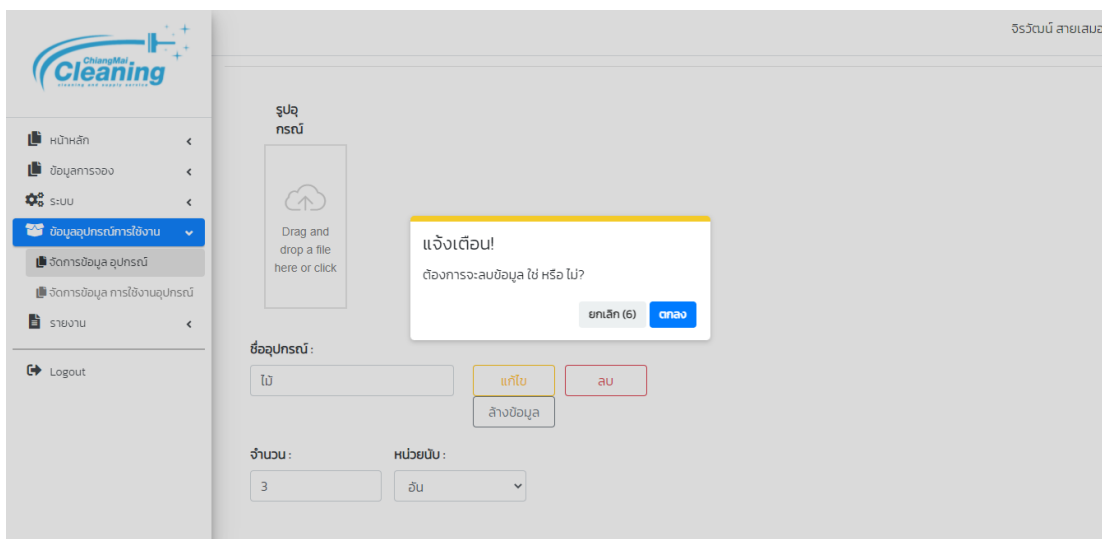 จิรวัฒน์ สายเสมอ
ChiangMai
Cleaning
cleaning and supply service
หน้าหลัก
ข้อมูลการจอง
ระบบ
ข้อมูลอุปกรณ์การใช้งาน
จัดการข้อมูล อุปกรณ์
จัดการข้อมูล การใช้งานอุปกรณ์
รายงาน
Logout
รูปอุ
กรณ์
Drag and
drop a file
here or click
แจ้งเตือน!
ต้องการจะลบข้อมูล ใช่ หรือ ไม่?
ยกเลิก (6) ตกลง
ชื่ออุปกรณ์ :
ไม้ แก้ไข ลบ
ล้างข้อมูล
จำนวน : หน่วยนับ :
3 อัน